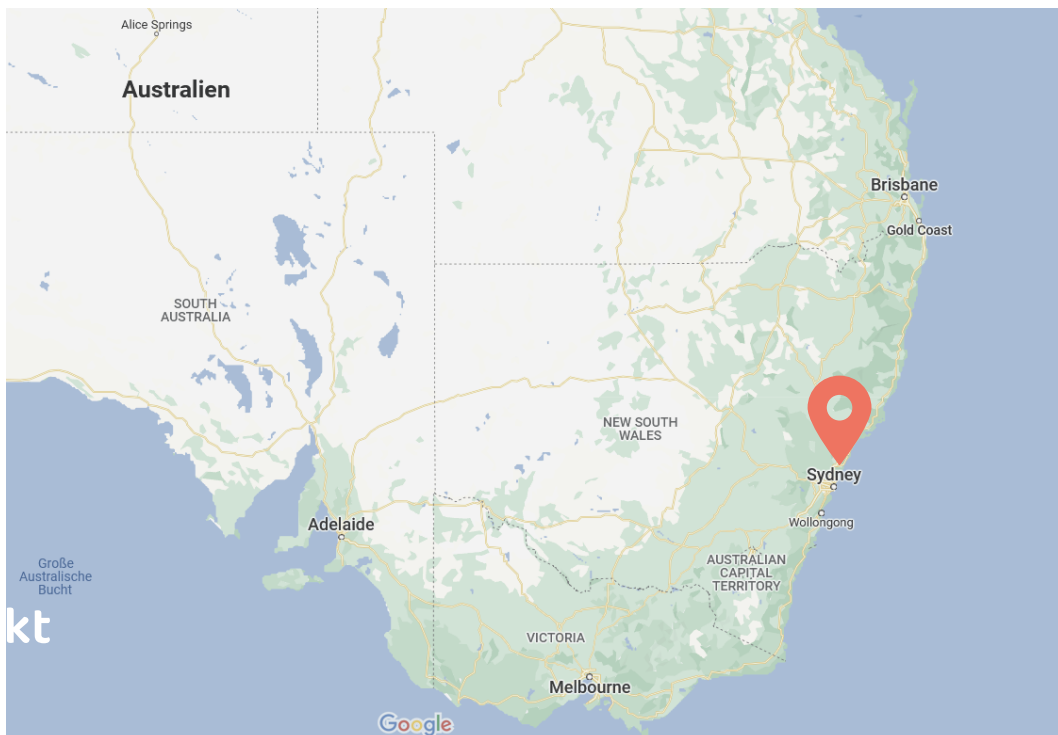 Alice Springs
Australien
Brisbane
Gold Coast
SOUTH
AUSTRALIA
NEW SOUTH
WALES
Sydney
Wollongong
Adelaide
AUSTRALIAN
CAPITAL
TERRITORY
Große
Australische
Bucht
kt
VICTORIA
Melbourne
Google